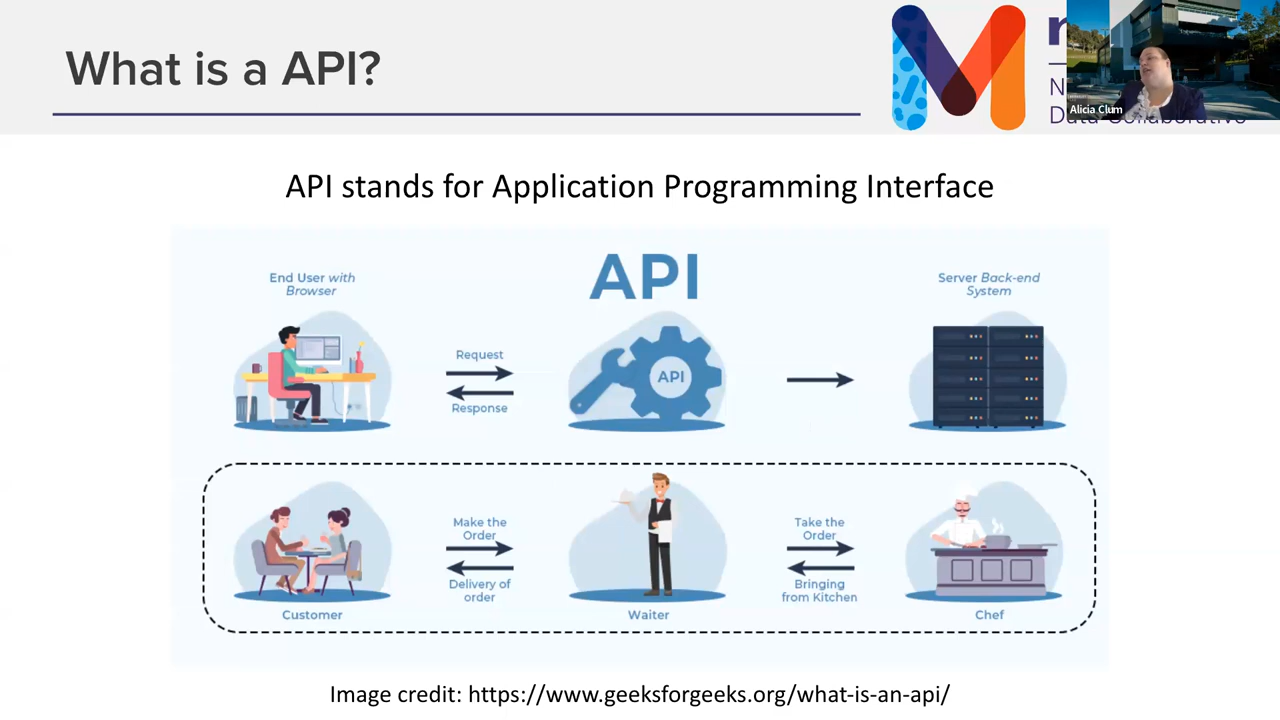 What is a API?
Alicia Clum
API stands for Application Programming Interface
End User with
Browser
API
Server Back-end
System
Request
Response
API
Make the
Order
Delivery of
order
Take the
Order
Bringing
from Kitchen
Customer
Waiter
Chef
Image credit: https://www.geeksforgeeks.org/what-is-an-api/